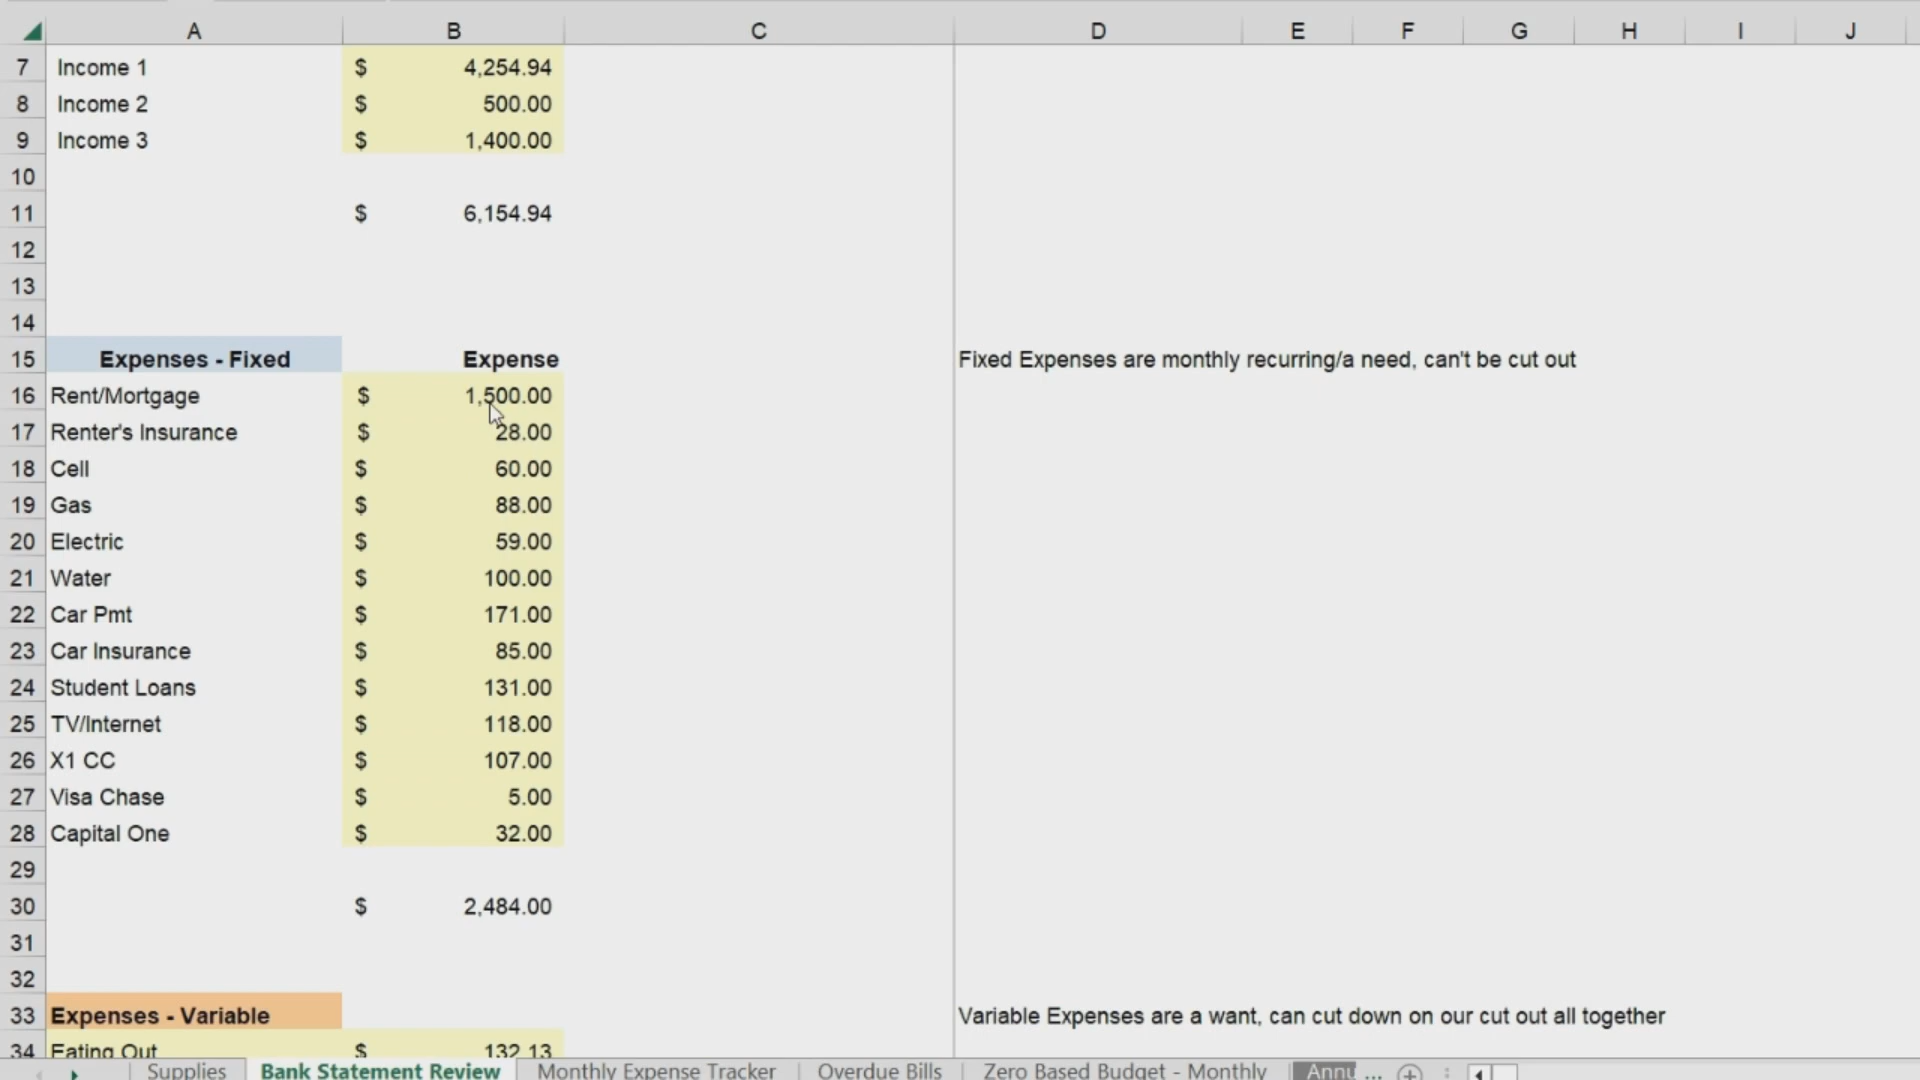 A B C D E F G H I J
7 Income 1 $ 4,254.94
8 Income 2 $ 500.00
9 Income 3 $ 1,400.00
10
11 $ 6,154.94
12
13
14
15 Expenses - Fixed Expense Fixed Expenses are monthly recurring/a need, can't be cut out
16 Rent/Mortgage $ 1,500.00
17 Renter's Insurance $ 28.00
18 Cell $ 60.00
19 Gas $ 88.00
20 Electric $ 59.00
21 Water $ 100.00
22 Car Pmt $ 171.00
23 Car Insurance $ 85.00
24 Student Loans $ 131.00
25 TV/Internet $ 118.00
26 X1 CC $ 107.00
27 Visa Chase $ 5.00
28 Capital One $ 32.00
29
30 $ 2,484.00
31
32
33 Expenses - Variable Variable Expenses are a want, can cut down on our cut out all together
34 Eating Out $ 132.13
Supplies Bank Statement Review Monthly Expense Tracker Overdue Bills Zero Based Budget - Monthly Annu ...